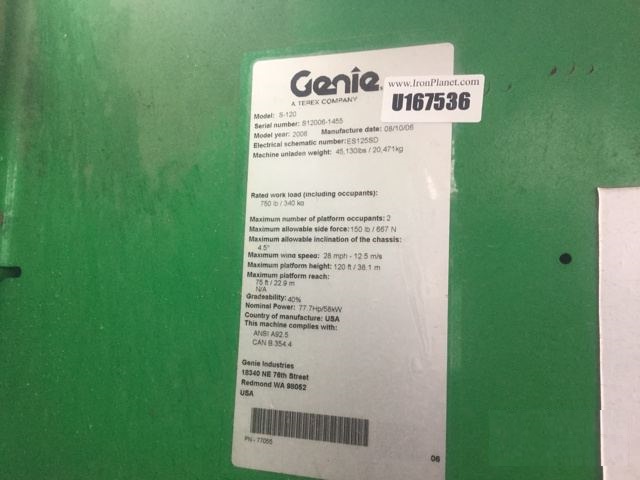 Genie
A TEREX COMPANY
www.IronPlanet.com
U167536
Model: S-120
Serial number: S12006-1455
Model year: 2006 Manufacture date: 08/10/06
Electrical schematic number:ES125SD
Machine unladen weight: 45,130lbs / 20,471kg
Rated work load (including occupants):
750 lb / 340 kg
Maximum number of platform occupants: 2
Maximum allowable side force:150 lb / 667 N
Maximum allowable inclination of the chassis:
4.5°
Maximum wind speed: 28 mph - 12.5 m/s
Maximum platform height: 120 ft / 38.1 m
Maximum platform reach:
75 ft / 22.9 m
N/A
Gradeability: 40%
Nominal Power: 77.7Hp/58kW
Country of manufacture: USA
This machine complies with:
ANSI A92.5
CAN B.354.4
Genie Industries
18340 NE 76th Street
Redmond WA 98052
USA
PN - 77055
06